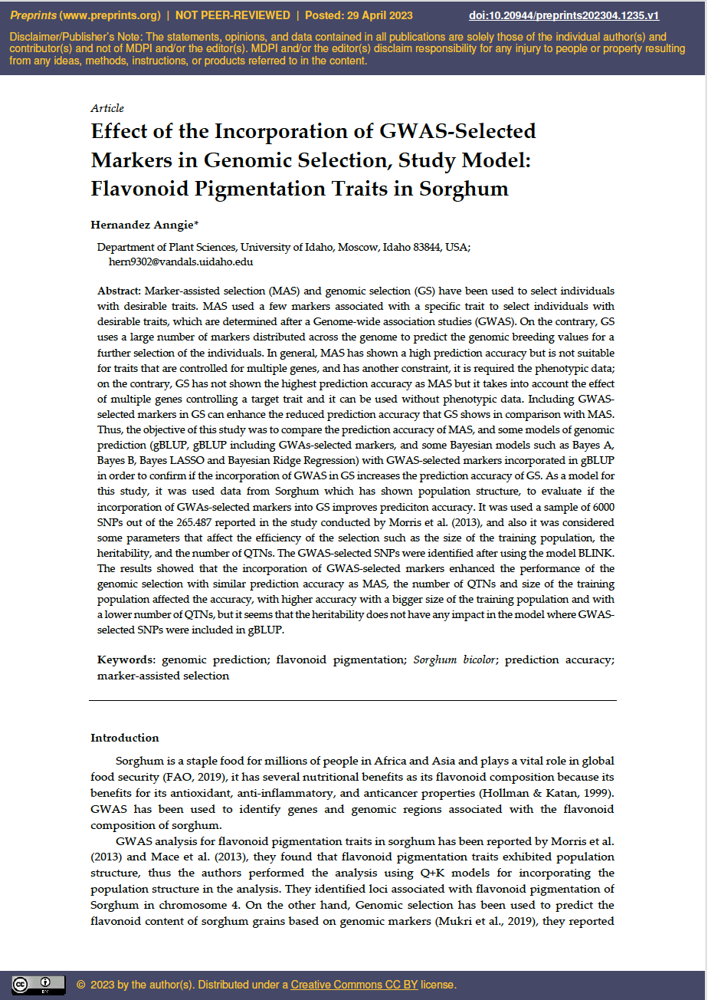 Preprints (www.preprints.org) | NOT PEER-REVIEWED | Posted: 29 April 2023 doi:10.20944/preprints202304.1235.v1
Disclaimer/Publisher's Note: The statements, opinions, and data contained in all publications are solely those of the individual author(s) and
contributor(s) and not of MDPI and/or the editor(s). MDPI and/or the editor(s) disclaim responsibility for any injury to people or property resulting
from any ideas, methods, instructions, or products referred to in the content.
Article
Effect of the Incorporation of GWAS-Selected
Markers in Genomic Selection, Study Model:
Flavonoid Pigmentation Traits in Sorghum
Hernandez Anngie*
Department of Plant Sciences, University of Idaho, Moscow, Idaho 83844, USA;
hern9302@vandals.uidaho.edu
Abstract: Marker-assisted selection (MAS) and genomic selection (GS) have been used to select individuals
with desirable traits. MAS used a few markers associated with a specific trait to select individuals with
desirable traits, which are determined after a Genome-wide association studies (GWAS). On the contrary, GS
uses a large number of markers distributed across the genome to predict the genomic breeding values for a
further selection of the individuals. In general, MAS has shown a high prediction accuracy but is not suitable
for traits that are controlled for multiple genes, and has another constraint, it is required the phenotypic data;
on the contrary, GS has not shown the highest prediction accuracy as MAS but it takes into account the effect
of multiple genes controlling a target trait and it can be used without phenotypic data. Including GWAS-
selected markers in GS can enhance the reduced prediction accuracy that GS shows in comparison with MAS.
Thus, the objective of this study was to compare the prediction accuracy of MAS, and some models of genomic
prediction (gBLUP, gBLUP including GWAs-selected markers, and some Bayesian models such as Bayes A,
Bayes B, Bayes LASSO and Bayesian Ridge Regression) with GWAS-selected markers incorporated in gBLUP
in order to confirm if the incorporation of GWAS in GS increases the prediction accuracy of GS. As a model for
this study, it was used data from Sorghum which has shown population structure, to evaluate if the
incorporation of GWAs-selected markers into GS improves prediciton accuracy. It was used a sample of 6000
SNPs out of the 265.487 reported in the study conducted by Morris et al. (2013), and also it was considered
some parameters that affect the efficiency of the selection such as the size of the training population, the
heritability, and the number of QTNs. The GWAS-selected SNPs were identified after using the model BLINK.
The results showed that the incorporation of GWAS-selected markers enhanced the performance of the
genomic selection with similar prediction accuracy as MAS, the number of QTNs and size of the training
population affected the accuracy, with higher accuracy with a bigger size of the training population and with
a lower number of QTNs, but it seems that the heritability does not have any impact in the model where GWAS-
selected SNPs were included in gBLUP.
Keywords: genomic prediction; flavonoid pigmentation; Sorghum bicolor; prediction accuracy;
marker-assisted selection
Introduction
Sorghum is a staple food for millions of people in Africa and Asia and plays a vital role in global
food security (FAO, 2019), it has several nutritional benefits as its flavonoid composition because its
benefits for its antioxidant, anti-inflammatory, and anticancer properties (Hollman & Katan, 1999).
GWAS has been used to identify genes and genomic regions associated with the flavonoid
composition of sorghum.
GWAS analysis for flavonoid pigmentation traits in sorghum has been reported by Morris et al.
(2013) and Mace et al. (2013), they found that flavonoid pigmentation traits exhibited population
structure, thus the authors performed the analysis using Q+K models for incorporating the
population structure in the analysis. They identified loci associated with flavonoid pigmentation of
Sorghum in chromosome 4. On the other hand, Genomic selection has been used to predict the
flavonoid content of sorghum grains based on genomic markers (Mukri et al., 2019), they reported
cc BY
© 2023 by the author(s). Distributed under a Creative Commons CC BY license.